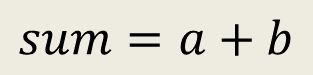 sum = a + b